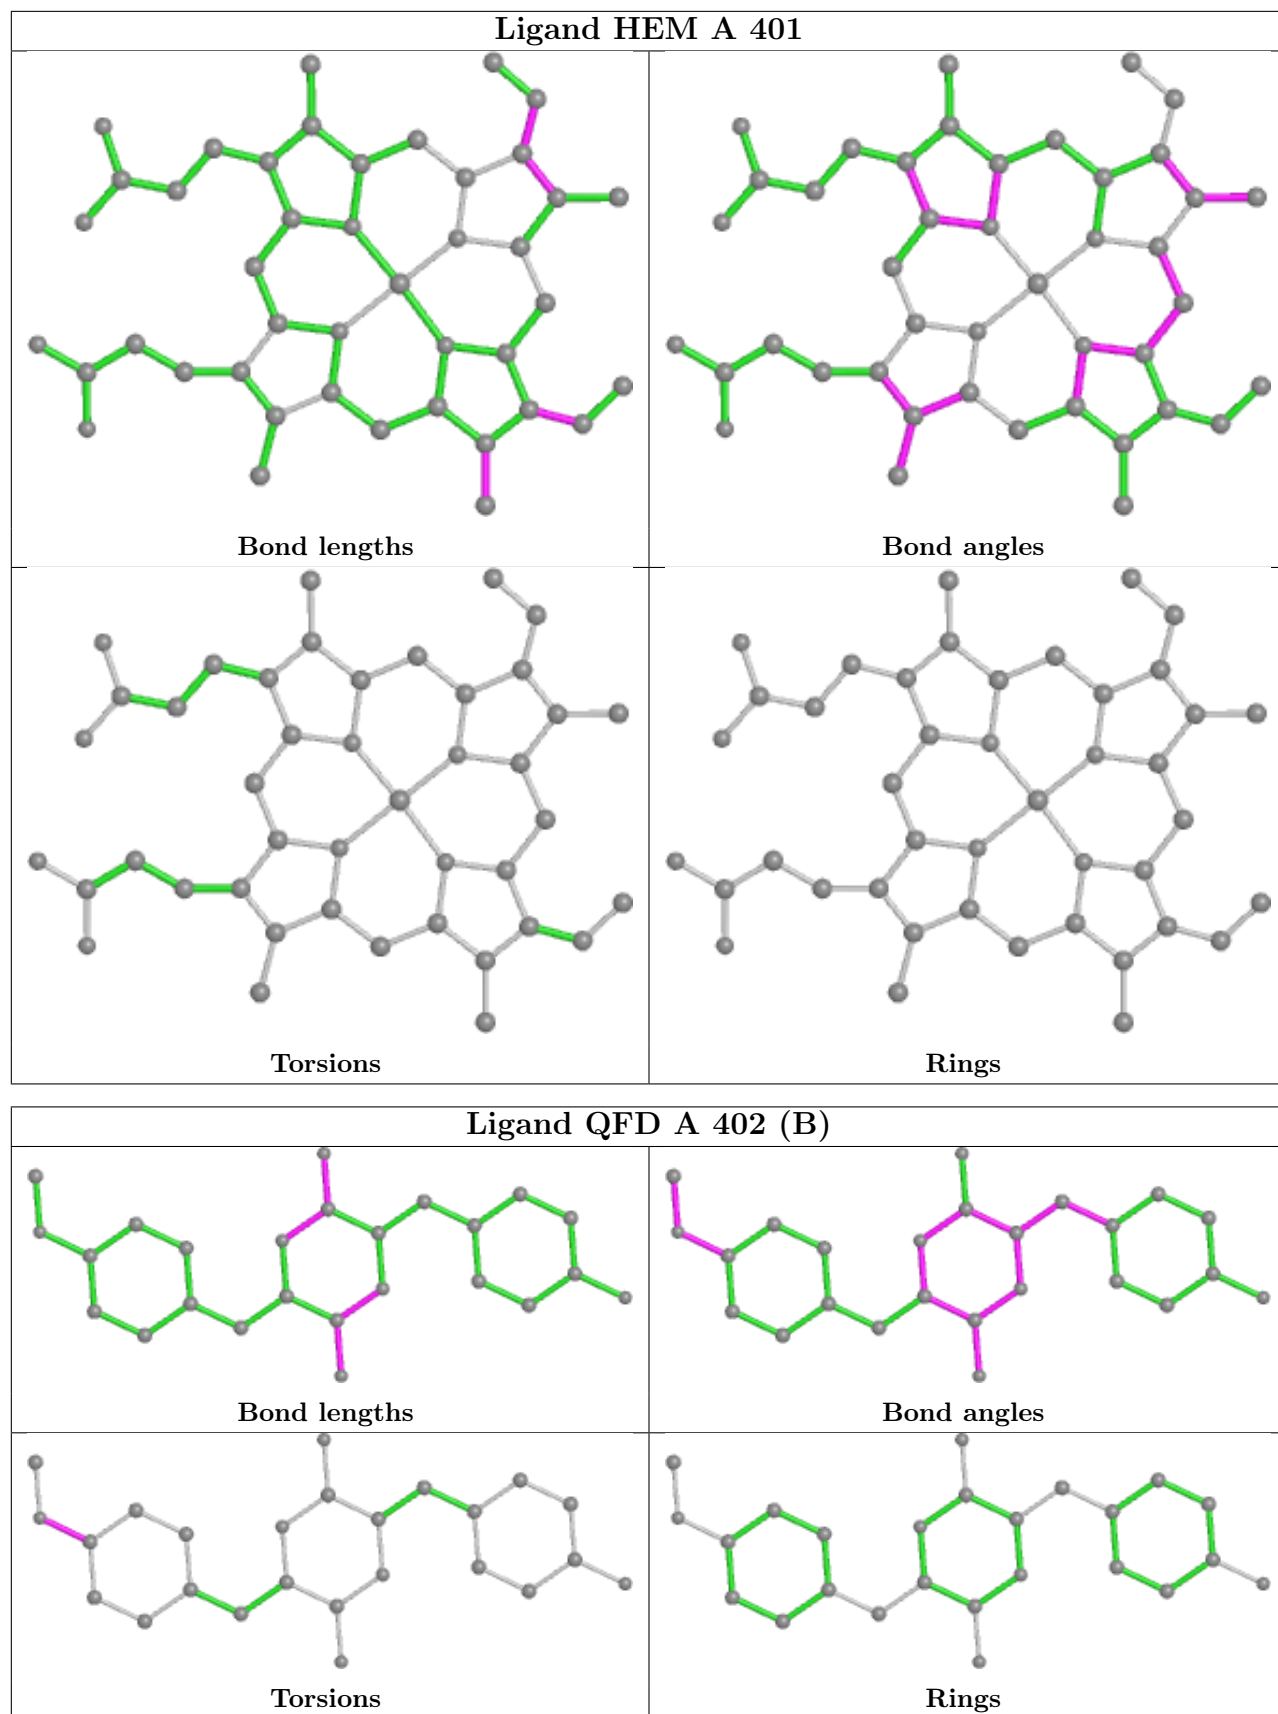 Ligand HEM A 401
Bond lengths
Bond angles
Torsions
Rings
Ligand QFD A 402 (B)
Bond lengths
Bond angles
Torsions
Rings